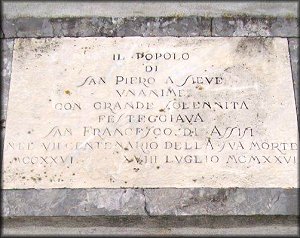 IL POPOLO
DI
SAN PIERO A SIEVE
VNANIME
CON GRANDE SOLENNITÀ
FESTEGGIAVA
SAN FRANCESCO DI ASSISI
NEL VII CENTENARIO DELLA SVA MORTE
MCCXXVI XVIII LUGLIO MCMXXVI